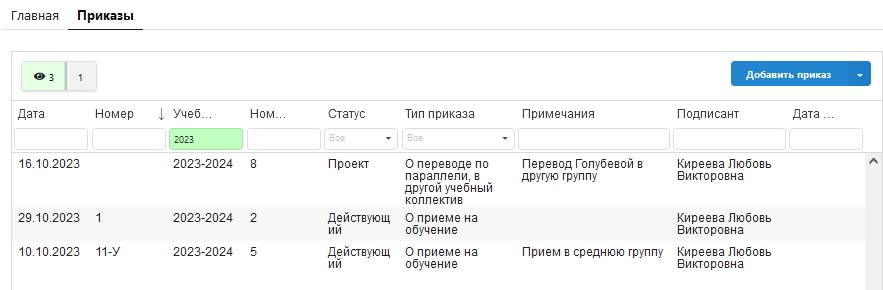 Главная Приказы
3 1 Добавить приказ
Дата Номер Учеб... Ном... Статус Тип приказа Примечания Подписант Дата ...
2023 Все Все
16.10.2023 2023-2024 8 Проект О переводе по Перевод Голубевой в Киреева Любовь
параллели, в другую группу Викторовна
другой учебный
коллектив
29.10.2023 1 2023-2024 2 Действующ О приеме на Киреева Любовь
ий обучение Викторовна
10.10.2023 11-У 2023-2024 5 Действующ О приеме на Прием в среднюю группу Киреева Любовь
ий обучение Викторовна